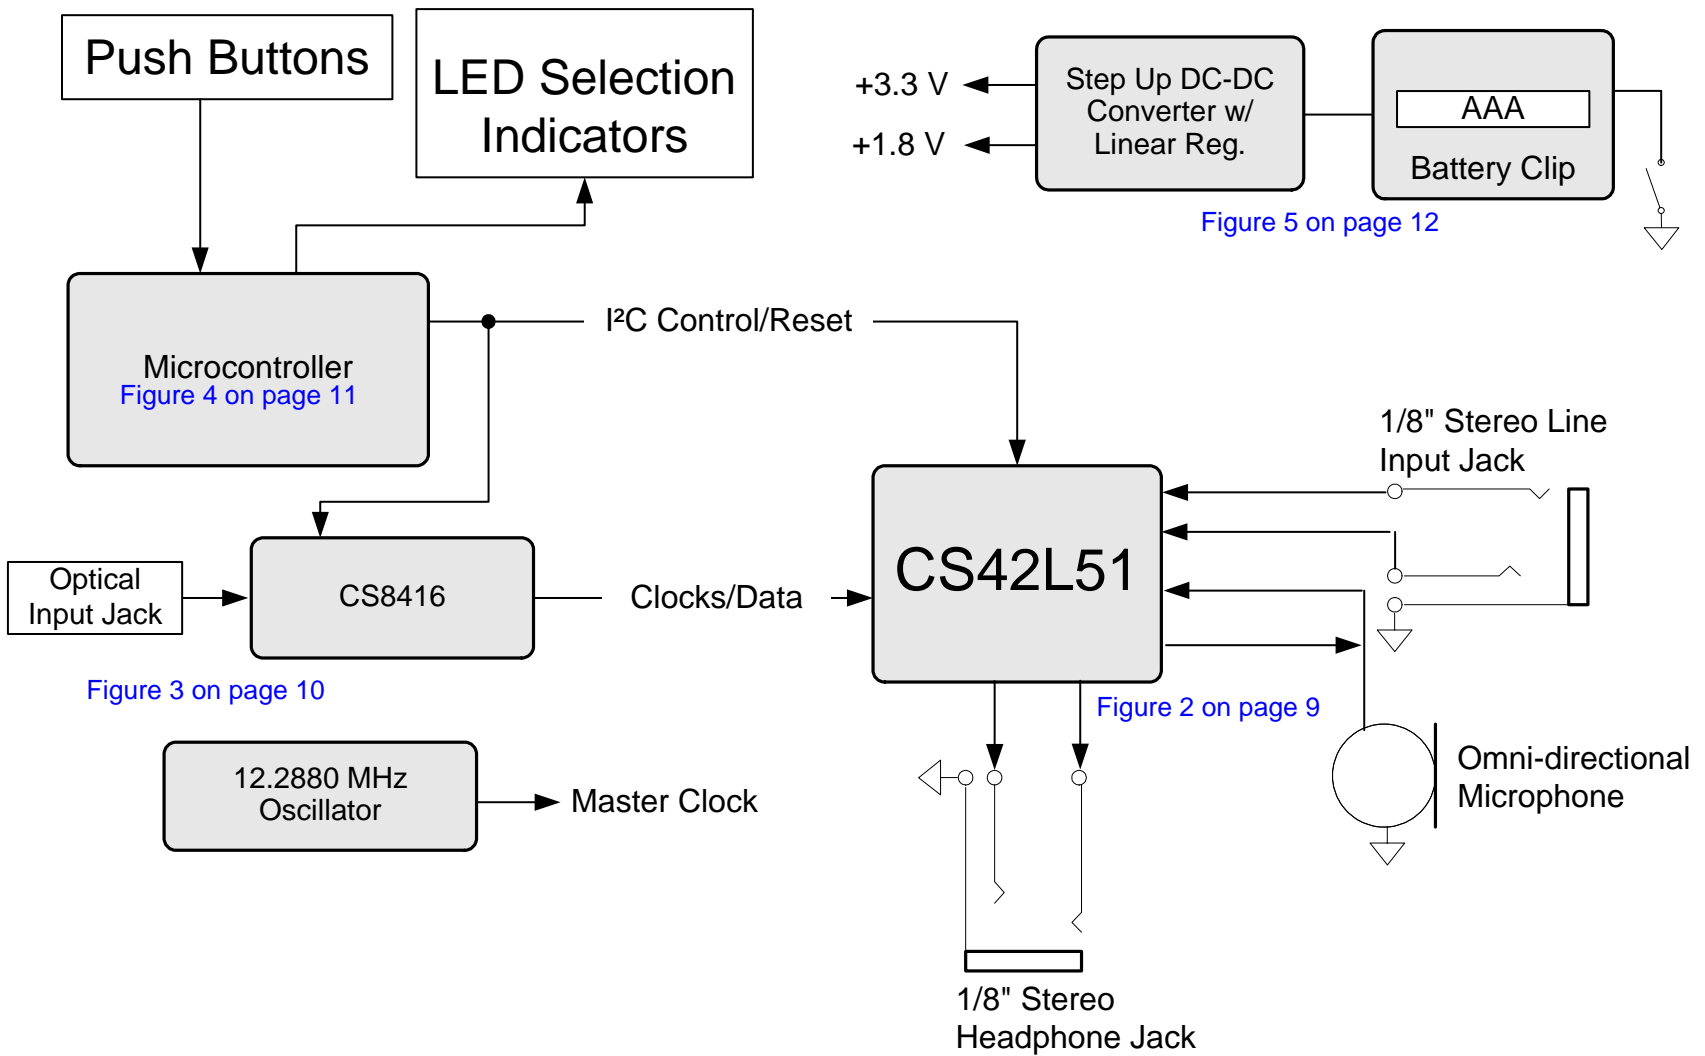 Push Buttons
LED Selection
Indicators
+3.3 V
+1.8 V
Step Up DC-DC
Converter w/
Linear Reg.
AAA
Battery Clip
Figure 5 on page 12
Microcontroller
Figure 4 on page 11
I²C Control/Reset
1/8" Stereo Line
Input Jack
Optical
Input Jack
CS8416
Clocks/Data
CS42L51
Figure 3 on page 10
Figure 2 on page 9
12.2880 MHz
Oscillator
Master Clock
Omni-directional
Microphone
1/8" Stereo
Headphone Jack